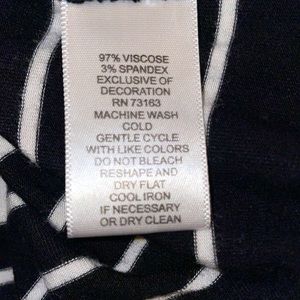 97% VISCOSE
3% SPANDEX
EXCLUSIVE OF
DECORATION
RN 73163
MACHINE WASH
COLD
GENTLE CYCLE
WITH LIKE COLORS
DO NOT BLEACH
RESHAPE AND
DRY FLAT
COOL IRON
IF NECESSARY
OR DRY CLEAN